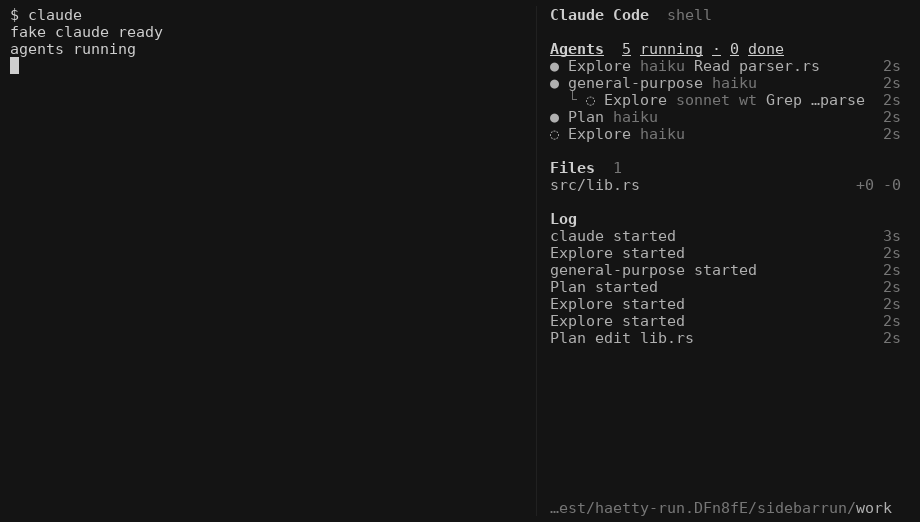 $ claude
fake claude ready
agents running
Claude Code  shell
Agents  5 running · 0 done
● Explore haiku Read parser.rs 2s
● general-purpose haiku 2s
└ ◌ Explore sonnet wt Grep …parse 2s
● Plan haiku 2s
◌ Explore haiku 2s
Files  1
src/lib.rs +0 -0
Log
claude started 3s
Explore started 2s
general-purpose started 2s
Plan started 2s
Explore started 2s
Explore started 2s
Plan edit lib.rs 2s
…est/haetty-run.DFn8fE/sidebarrun/work